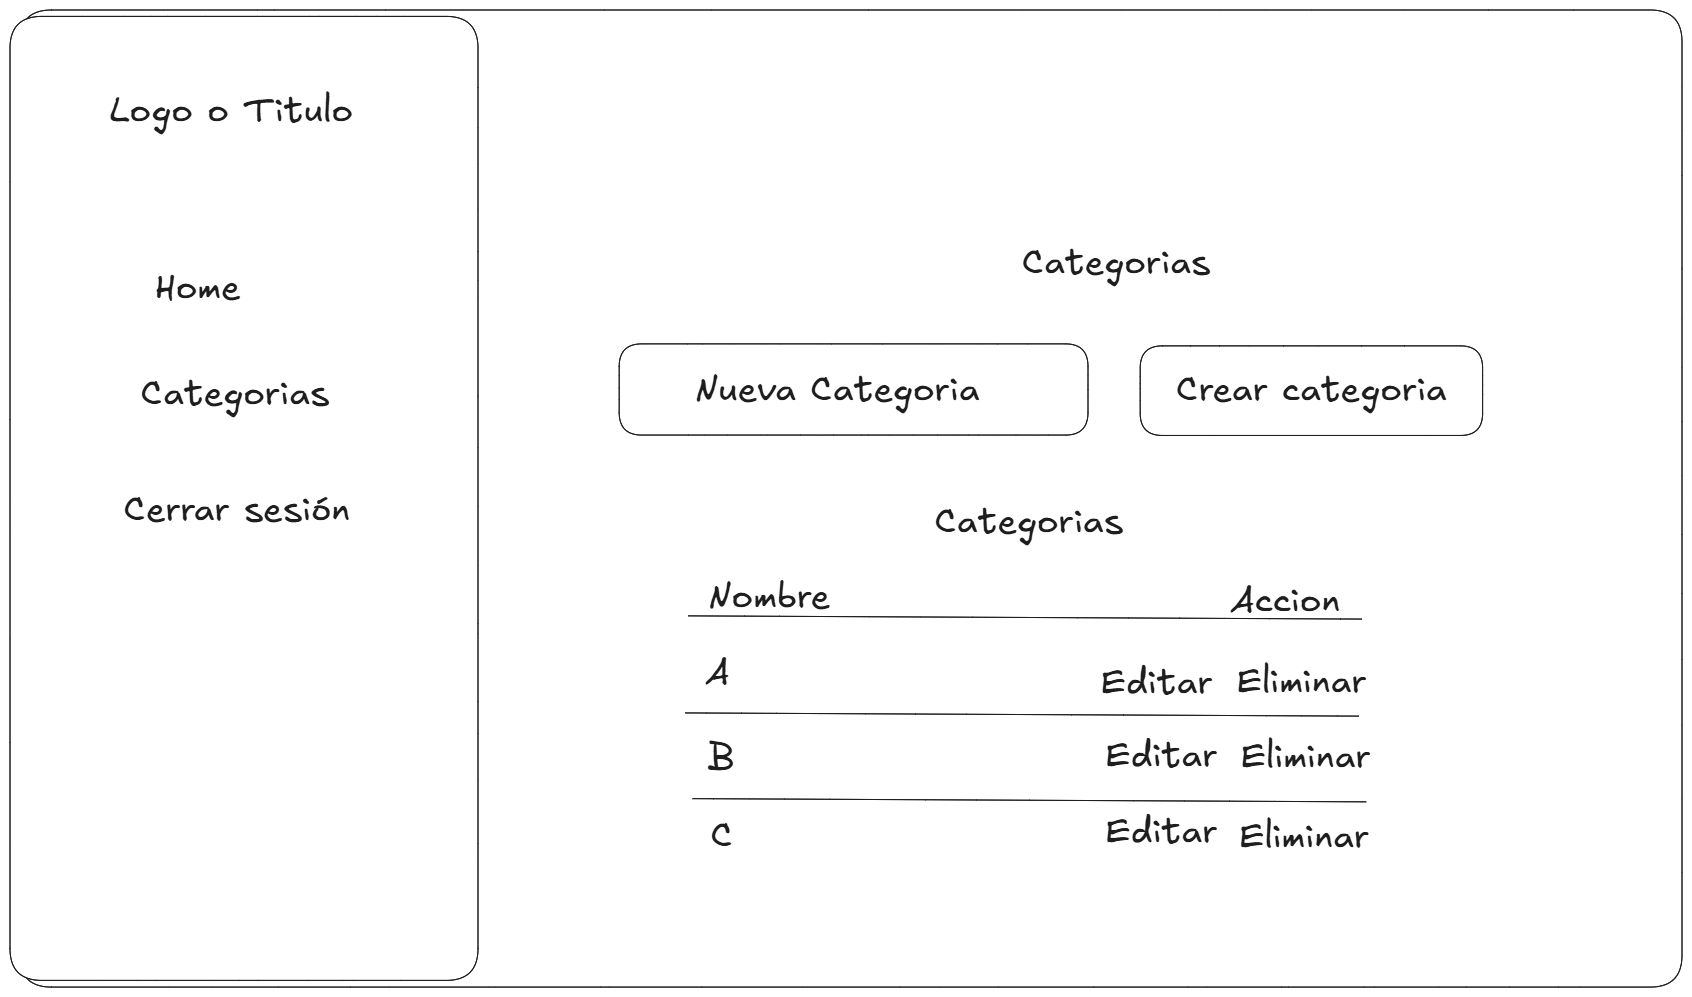 Logo o Titulo
Home
Categorias
Cerrar sesión
Categorias
Nueva Categoria
Crear categoria
Categorias
Nombre Accion
A Editar Eliminar
B Editar Eliminar
C Editar Eliminar